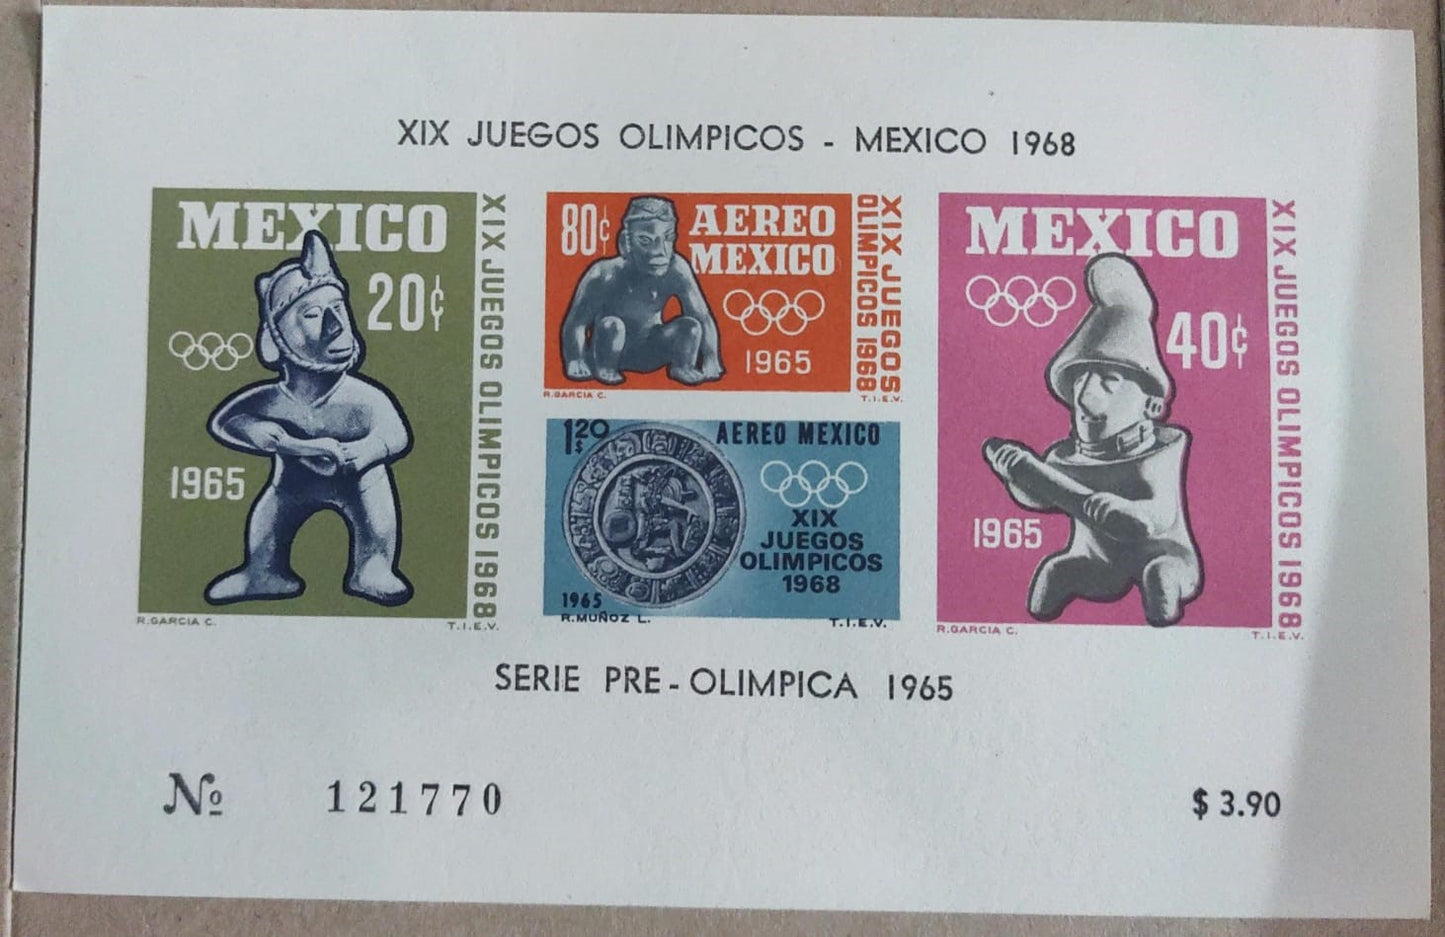 XIX JUEGOS OLIMPICOS - MEXICO 1968
MEXICO
20¢
1965
XIX JUEGOS OLIMPICOS 1968
R.GARCIA C.
T.I.E.V.
80¢
AEREO
MEXICO
1965
XIX JUEGOS
OLIMPICOS 1968
R.GARCIA C.
T.I.E.V.
1$20
AEREO MEXICO
XIX
JUEGOS
OLIMPICOS
1968
1965
R.MUÑOZ L.
T.I.E.V.
MEXICO
40¢
1965
XIX JUEGOS OLIMPICOS 1968
R.GARCIA C.
T.I.E.V.
SERIE PRE-OLIMPICA 1965
Nº 121770
$ 3.90